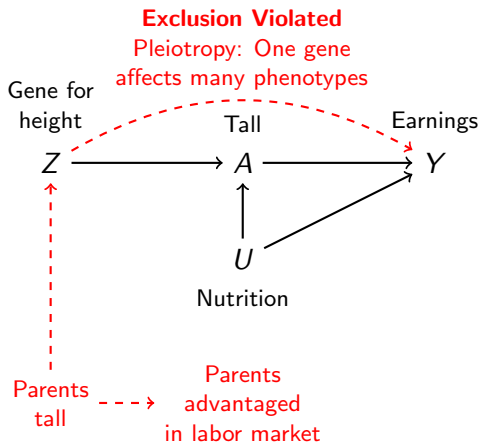 Exclusion Violated
Pleiotropy: One gene
affects many phenotypes
Gene for
height
Tall
Earnings
Z
A
Y
U
Nutrition
Parents
tall
Parents
advantaged
in labor market